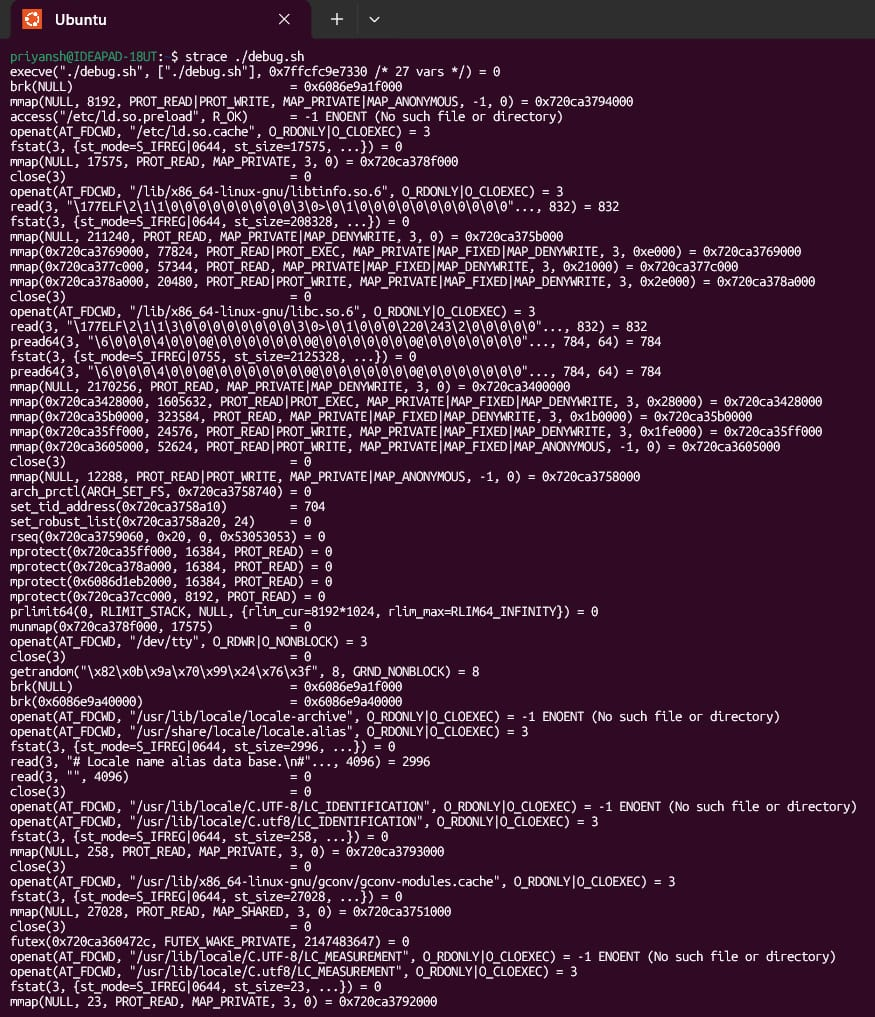 Ubuntu
priyansh@IDEAPAD-18UT: $ strace ./debug.sh
execve("./debug.sh", ["./debug.sh"], 0x7ffcfc9e7330 /* 27 vars */) = 0
brk(NULL)                               = 0x6086e9a1f000
mmap(NULL, 8192, PROT_READ|PROT_WRITE, MAP_PRIVATE|MAP_ANONYMOUS, -1, 0) = 0x720ca3794000
access("/etc/ld.so.preload", R_OK)      = -1 ENOENT (No such file or directory)
openat(AT_FDCWD, "/etc/ld.so.cache", O_RDONLY|O_CLOEXEC) = 3
fstat(3, {st_mode=S_IFREG|0644, st_size=17575, ...}) = 0
mmap(NULL, 17575, PROT_READ, MAP_PRIVATE, 3, 0) = 0x720ca378f000
close(3)                                = 0
openat(AT_FDCWD, "/lib/x86_64-linux-gnu/libtinfo.so.6", O_RDONLY|O_CLOEXEC) = 3
read(3, "\177ELF\2\1\1\0\0\0\0\0\0\0\0\0\3\0>\0\1\0\0\0\0\0\0\0\0\0\0\0"..., 832) = 832
fstat(3, {st_mode=S_IFREG|0644, st_size=208328, ...}) = 0
mmap(NULL, 211240, PROT_READ, MAP_PRIVATE|MAP_DENYWRITE, 3, 0) = 0x720ca375b000
mmap(0x720ca3769000, 77824, PROT_READ|PROT_EXEC, MAP_PRIVATE|MAP_FIXED|MAP_DENYWRITE, 3, 0xe000) = 0x720ca3769000
mmap(0x720ca377c000, 57344, PROT_READ, MAP_PRIVATE|MAP_FIXED|MAP_DENYWRITE, 3, 0x21000) = 0x720ca377c000
mmap(0x720ca378a000, 20480, PROT_READ|PROT_WRITE, MAP_PRIVATE|MAP_FIXED|MAP_DENYWRITE, 3, 0x2e000) = 0x720ca378a000
close(3)                                = 0
openat(AT_FDCWD, "/lib/x86_64-linux-gnu/libc.so.6", O_RDONLY|O_CLOEXEC) = 3
read(3, "\177ELF\2\1\1\3\0\0\0\0\0\0\0\0\3\0>\0\1\0\0\0\220\243\2\0\0\0\0\0"..., 832) = 832
pread64(3, "\6\0\0\0\4\0\0\0@\0\0\0\0\0\0\0@\0\0\0\0\0\0\0@\0\0\0\0\0\0\0"..., 784, 64) = 784
fstat(3, {st_mode=S_IFREG|0755, st_size=2125328, ...}) = 0
pread64(3, "\6\0\0\0\4\0\0\0@\0\0\0\0\0\0\0@\0\0\0\0\0\0\0@\0\0\0\0\0\0\0"..., 784, 64) = 784
mmap(NULL, 2170256, PROT_READ, MAP_PRIVATE|MAP_DENYWRITE, 3, 0) = 0x720ca3400000
mmap(0x720ca3428000, 1605632, PROT_READ|PROT_EXEC, MAP_PRIVATE|MAP_FIXED|MAP_DENYWRITE, 3, 0x28000) = 0x720ca3428000
mmap(0x720ca35b0000, 323584, PROT_READ, MAP_PRIVATE|MAP_FIXED|MAP_DENYWRITE, 3, 0x1b0000) = 0x720ca35b0000
mmap(0x720ca35ff000, 24576, PROT_READ|PROT_WRITE, MAP_PRIVATE|MAP_FIXED|MAP_DENYWRITE, 3, 0x1fe000) = 0x720ca35ff000
mmap(0x720ca3605000, 52624, PROT_READ|PROT_WRITE, MAP_PRIVATE|MAP_FIXED|MAP_ANONYMOUS, -1, 0) = 0x720ca3605000
close(3)                                = 0
mmap(NULL, 12288, PROT_READ|PROT_WRITE, MAP_PRIVATE|MAP_ANONYMOUS, -1, 0) = 0x720ca3758000
arch_prctl(ARCH_SET_FS, 0x720ca3758740) = 0
set_tid_address(0x720ca3758a10)         = 704
set_robust_list(0x720ca3758a20, 24)     = 0
rseq(0x720ca3759060, 0x20, 0, 0x53053053) = 0
mprotect(0x720ca35ff000, 16384, PROT_READ) = 0
mprotect(0x720ca378a000, 16384, PROT_READ) = 0
mprotect(0x6086d1eb2000, 16384, PROT_READ) = 0
mprotect(0x720ca37cc000, 8192, PROT_READ) = 0
prlimit64(0, RLIMIT_STACK, NULL, {rlim_cur=8192*1024, rlim_max=RLIM64_INFINITY}) = 0
munmap(0x720ca378f000, 17575)           = 0
openat(AT_FDCWD, "/dev/tty", O_RDWR|O_NONBLOCK) = 3
close(3)                                = 0
getrandom("\x82\x0b\x9a\x70\x99\x24\x76\x3f", 8, GRND_NONBLOCK) = 8
brk(NULL)                               = 0x6086e9a1f000
brk(0x6086e9a40000)                     = 0x6086e9a40000
openat(AT_FDCWD, "/usr/lib/locale/locale-archive", O_RDONLY|O_CLOEXEC) = -1 ENOENT (No such file or directory)
openat(AT_FDCWD, "/usr/share/locale/locale.alias", O_RDONLY|O_CLOEXEC) = 3
fstat(3, {st_mode=S_IFREG|0644, st_size=2996, ...}) = 0
read(3, "# Locale name alias data base.\n#"..., 4096) = 2996
read(3, "", 4096)                       = 0
close(3)                                = 0
openat(AT_FDCWD, "/usr/lib/locale/C.UTF-8/LC_IDENTIFICATION", O_RDONLY|O_CLOEXEC) = -1 ENOENT (No such file or directory)
openat(AT_FDCWD, "/usr/lib/locale/C.utf8/LC_IDENTIFICATION", O_RDONLY|O_CLOEXEC) = 3
fstat(3, {st_mode=S_IFREG|0644, st_size=258, ...}) = 0
mmap(NULL, 258, PROT_READ, MAP_PRIVATE, 3, 0) = 0x720ca3793000
close(3)                                = 0
openat(AT_FDCWD, "/usr/lib/x86_64-linux-gnu/gconv/gconv-modules.cache", O_RDONLY|O_CLOEXEC) = 3
fstat(3, {st_mode=S_IFREG|0644, st_size=27028, ...}) = 0
mmap(NULL, 27028, PROT_READ, MAP_SHARED, 3, 0) = 0x720ca3751000
close(3)                                = 0
futex(0x720ca360472c, FUTEX_WAKE_PRIVATE, 2147483647) = 0
openat(AT_FDCWD, "/usr/lib/locale/C.UTF-8/LC_MEASUREMENT", O_RDONLY|O_CLOEXEC) = -1 ENOENT (No such file or directory)
openat(AT_FDCWD, "/usr/lib/locale/C.utf8/LC_MEASUREMENT", O_RDONLY|O_CLOEXEC) = 3
fstat(3, {st_mode=S_IFREG|0644, st_size=23, ...}) = 0
mmap(NULL, 23, PROT_READ, MAP_PRIVATE, 3, 0) = 0x720ca3792000